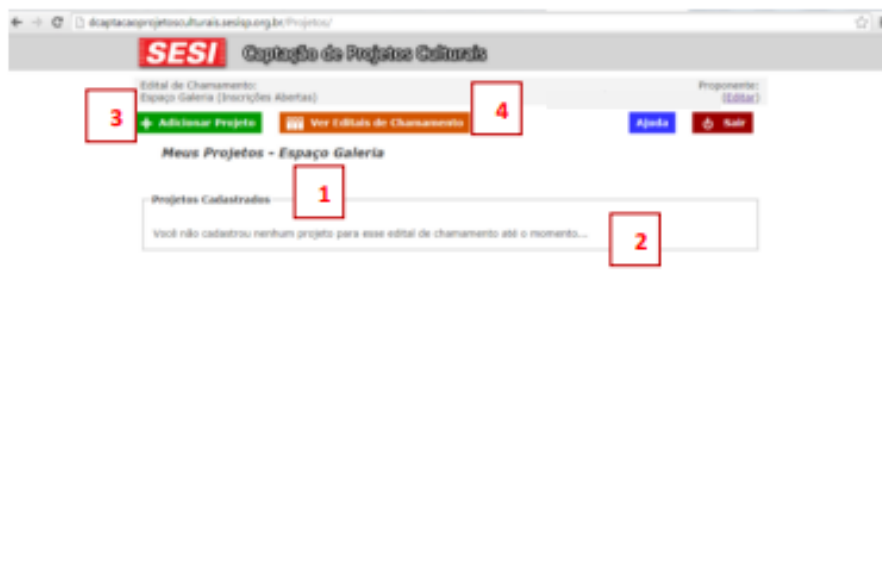 dcaptacaoprojetosculturais.sesisp.org.br/Projetos/
SESI Captação de Projetos Culturais
Edital de Chamamento:
Espaço Galeria (Inscrições Abertas)
Proponente:
(Editar)
3
+ Adicionar Projeto
Ver Editais de Chamamento
4
Ajuda
Sair
Meus Projetos - Espaço Galeria
1
Projetos Cadastrados
Você não cadastrou nenhum projeto para esse edital de chamamento até o momento...
2